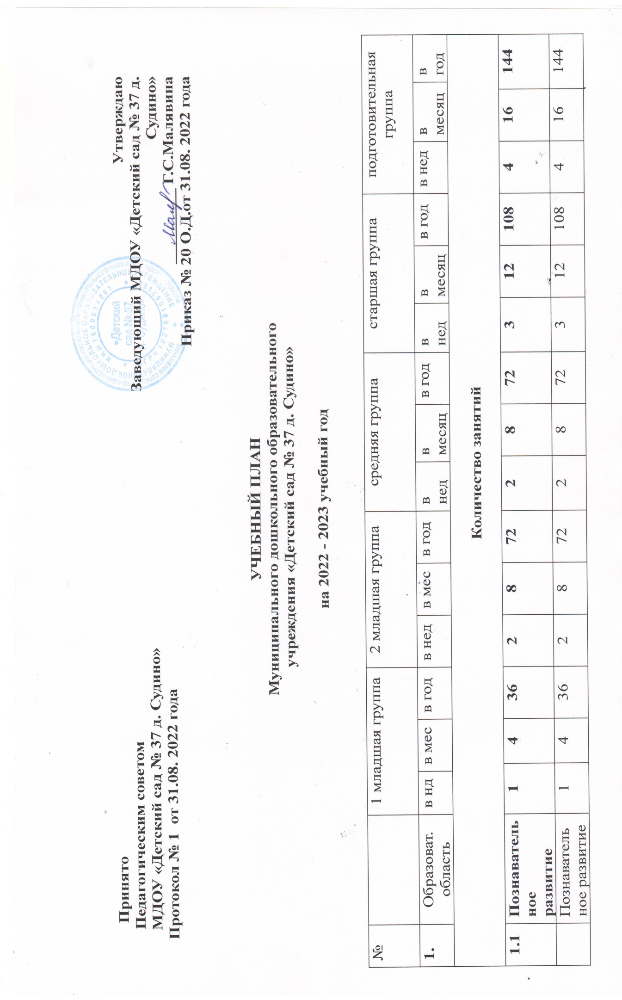 Принято
Педагогическим советом
МДОУ «Детский сад № 37 д. Судино»
Протокол № 1 от 31.08. 2022 года
Утверждаю
Заведующий МДОУ «Детский сад № 37 д.
Судино»
Г.С.Малявина
Приказ № 20 О.Д.от 31.08. 2022 года
«Детский
сад № 37
ИНН 7609014281
УЧЕБНЫЙ ПЛАН
Муниципального дошкольного образовательного
учреждения «Детский сад № 37 д. Судино»
на 2022 - 2023 учебный год
№ 1 младшая группа 2 младшая группа средняя группа старшая группа подготовительная
группа
1. Образоват. в нд в мес в год в нед в мес в год в в в год в в в год в нед в в
область нед месяц нед месяц месяц год
Количество занятий
1.1 Познаватель 1 4 36 2 8 72 2 8 72 3 12 108 4 16 144
ное
развитие
Познаватель 1 4 36 2 8 72 2 8 72 3 12 108 4 16 144
ное развитие